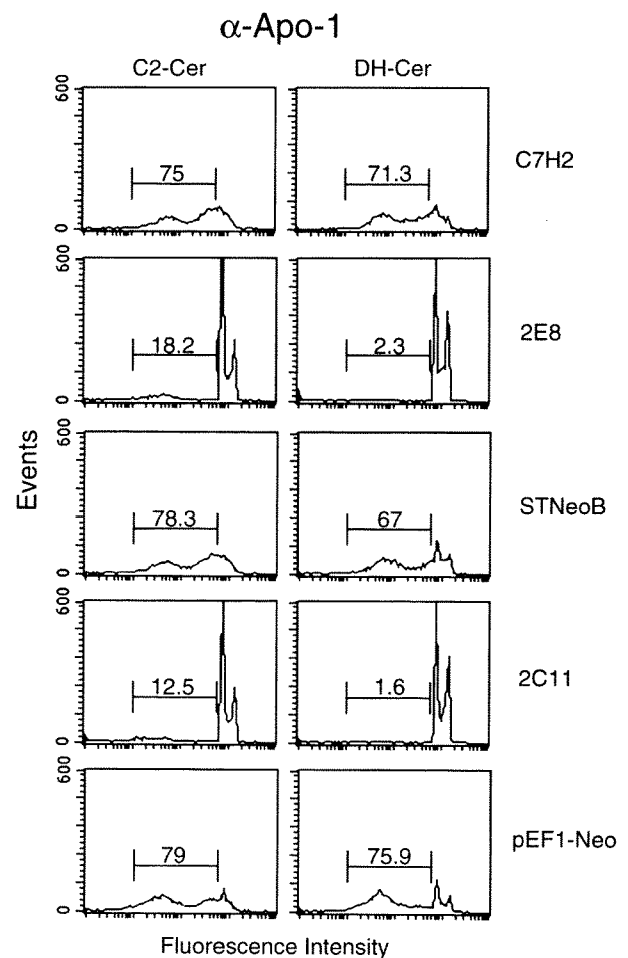 α-Apo-1
C2-Cer DH-Cer
600
0
75
71.3
C7H2
600
0
18.2
2.3
2E8
600
0
78.3
67
STNeoB
600
0
12.5
1.6
2C11
600
0
79
75.9
pEF1-Neo
Events
Fluorescence Intensity